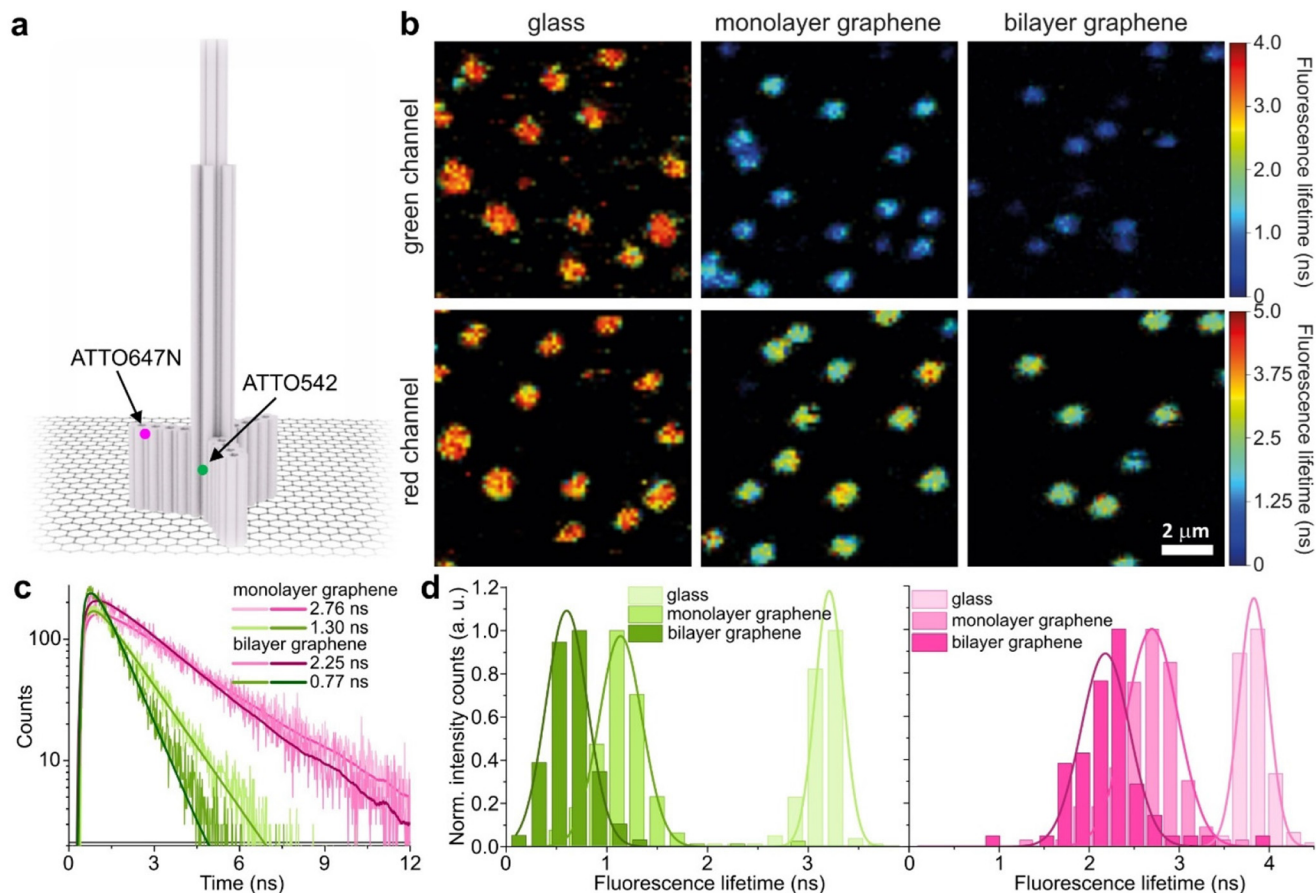 a
ATTO647N
ATTO542
b
glass
monolayer graphene
bilayer graphene
green channel
4.0
3.0
2.0
1.0
0
Fluorescence lifetime (ns)
red channel
5.0
3.75
2.5
1.25
0
Fluorescence lifetime (ns)
2 μm
c
monolayer graphene
2.76 ns
1.30 ns
bilayer graphene
2.25 ns
0.77 ns
Counts
100
10
0 3 6 9 12
Time (ns)
d
Norm. intensity counts (a. u.)
1.2
1.0
0.8
0.6
0.4
0.2
0.0
glass
monolayer graphene
bilayer graphene
0 1 2 3
Fluorescence lifetime (ns)
glass
monolayer graphene
bilayer graphene
1 2 3 4
Fluorescence lifetime (ns)